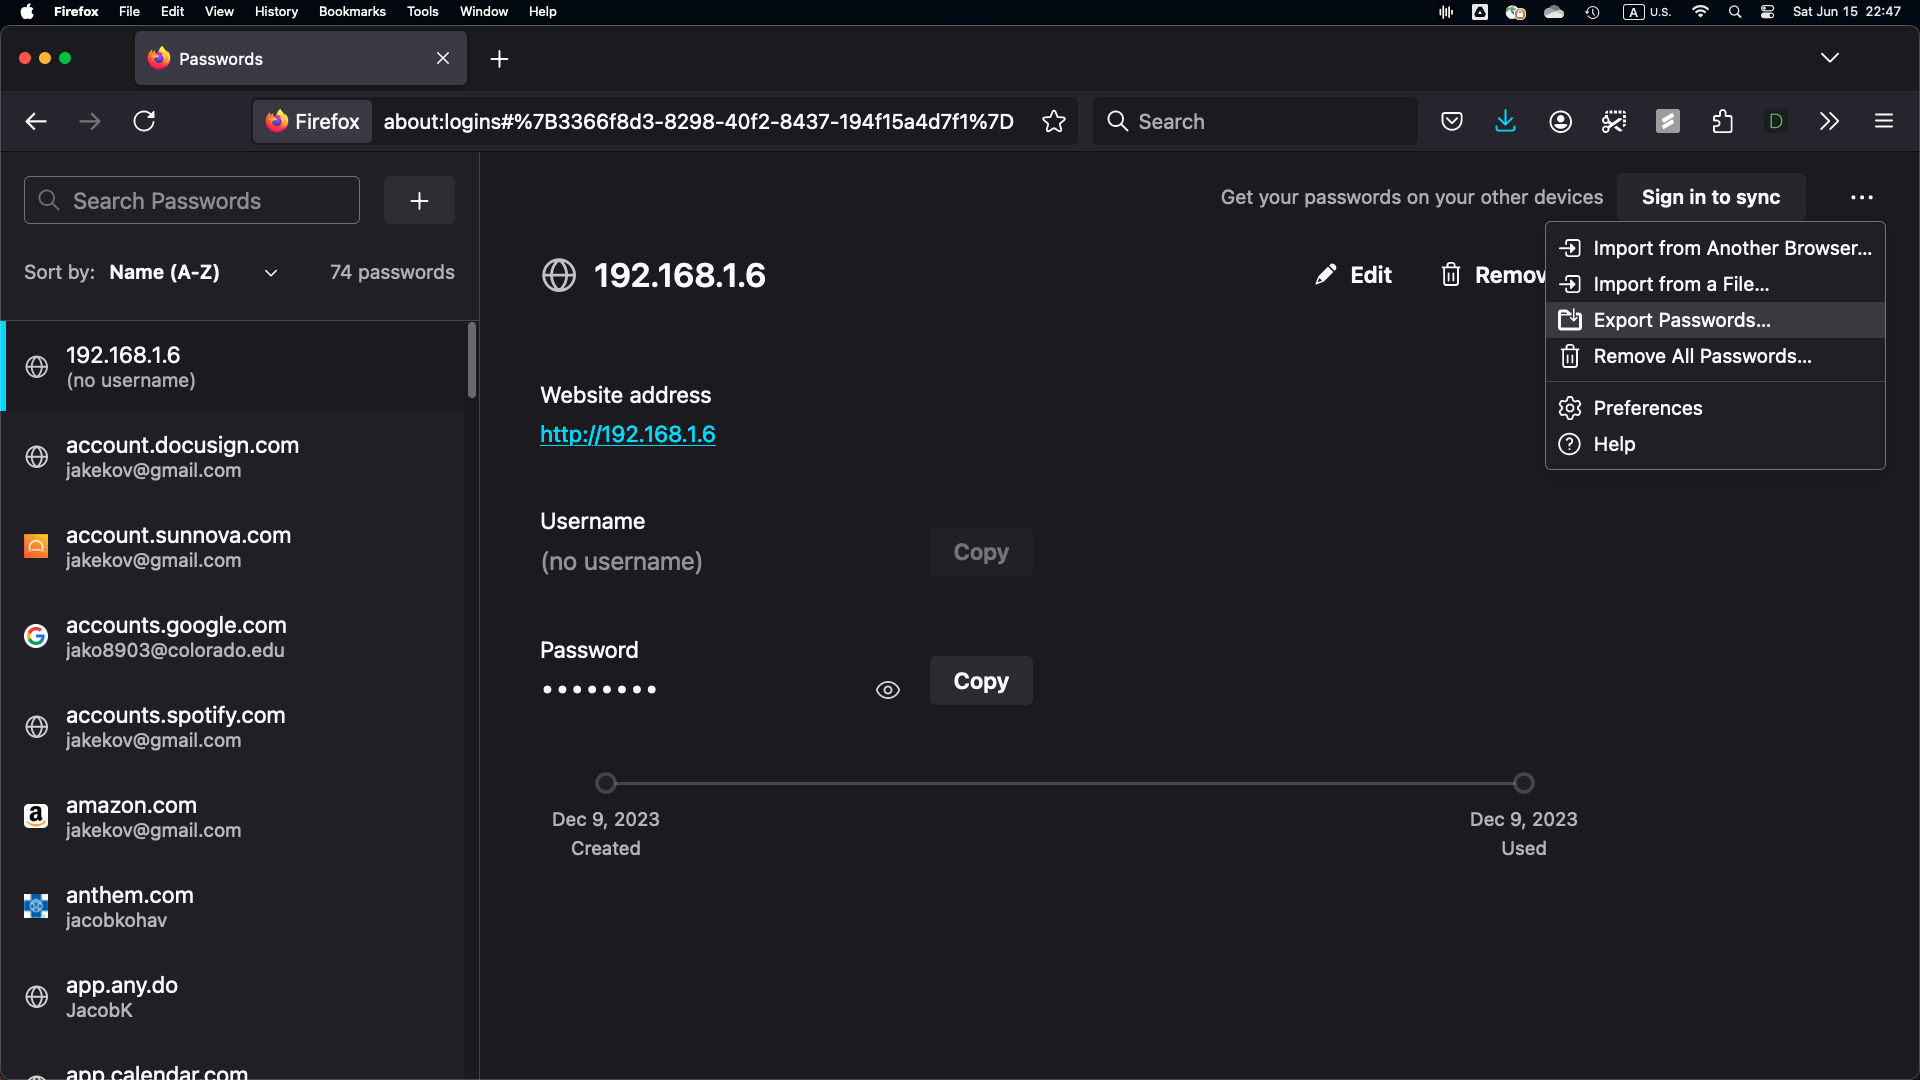 Firefox File Edit View History Bookmarks Tools Window Help A U.S. Sat Jun 15 22:47
Passwords
Firefox about:logins#%7B3366f8d3-8298-40f2-8437-194f15a4d7f1%7D Search D
Search Passwords
Get your passwords on your other devices Sign in to sync
Sort by: Name (A-Z) 74 passwords
192.168.1.6
(no username)
account.docusign.com
jakekov@gmail.com
account.sunnova.com
jakekov@gmail.com
accounts.google.com
jako8903@colorado.edu
accounts.spotify.com
jakekov@gmail.com
amazon.com
jakekov@gmail.com
anthem.com
jacobkohav
app.any.do
JacobK
app.calendar.com
192.168.1.6
Edit Remov
Website address
http://192.168.1.6
Username
(no username)
Copy
Password
Copy
Dec 9, 2023
Created
Dec 9, 2023
Used
Import from Another Browser...
Import from a File...
Export Passwords...
Remove All Passwords...
Preferences
Help